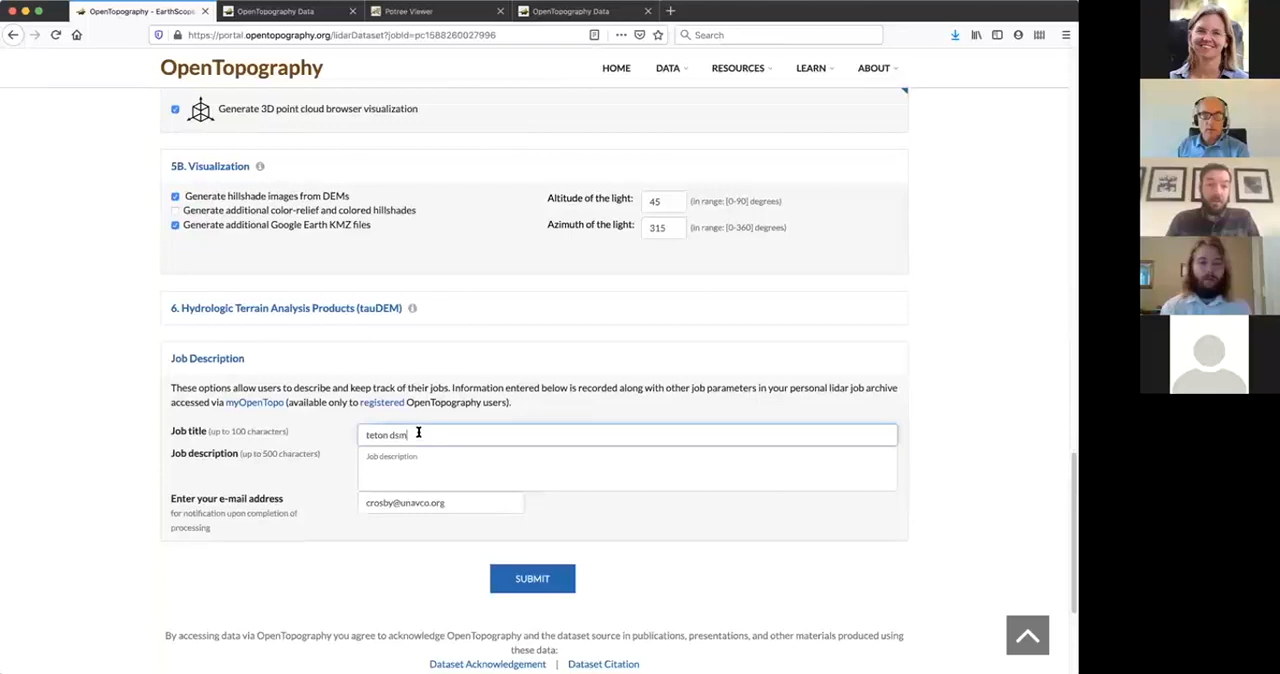 OpenTopography - EarthScope
OpenTopography Data
Potree Viewer
OpenTopography Data
https://portal.opentopography.org/lidarDataset?jobId=pc1588260027996
Search
OpenTopography
HOME DATA RESOURCES LEARN ABOUT
Generate 3D point cloud browser visualization
5B. Visualization
Generate hillshade images from DEMs
Altitude of the light: 45 (in range: [0-90] degrees)
Generate additional color-relief and colored hillshades
Generate additional Google Earth KMZ files
Azimuth of the light: 315 (in range: [0-360] degrees)
6. Hydrologic Terrain Analysis Products (tauDEM)
Job Description
These options allow users to describe and keep track of their jobs. Information entered below is recorded along with other job parameters in your personal lidar job archive
accessed via myOpenTopo (available only to registered OpenTopography users).
Job title (up to 100 characters) teton dsm
Job description (up to 500 characters) Job description
Enter your e-mail address crosby@unavco.org
for notification upon completion of
processing
SUBMIT
By accessing data via OpenTopography you agree to acknowledge OpenTopography and the dataset source in publications, presentations, and other materials produced using
these data:
Dataset Acknowledgement | Dataset Citation